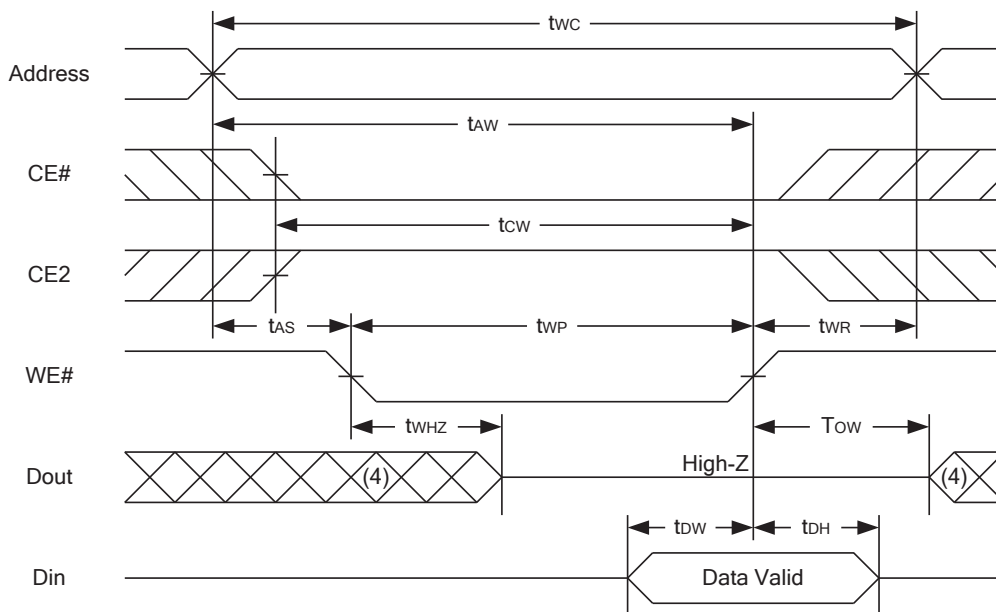 tWC
Address
tAW
CE#
tCW
CE2
tAS tWP tWR
WE#
tWHZ TOW
Dout (4) High-Z (4)
tDW tDH
Din Data Valid